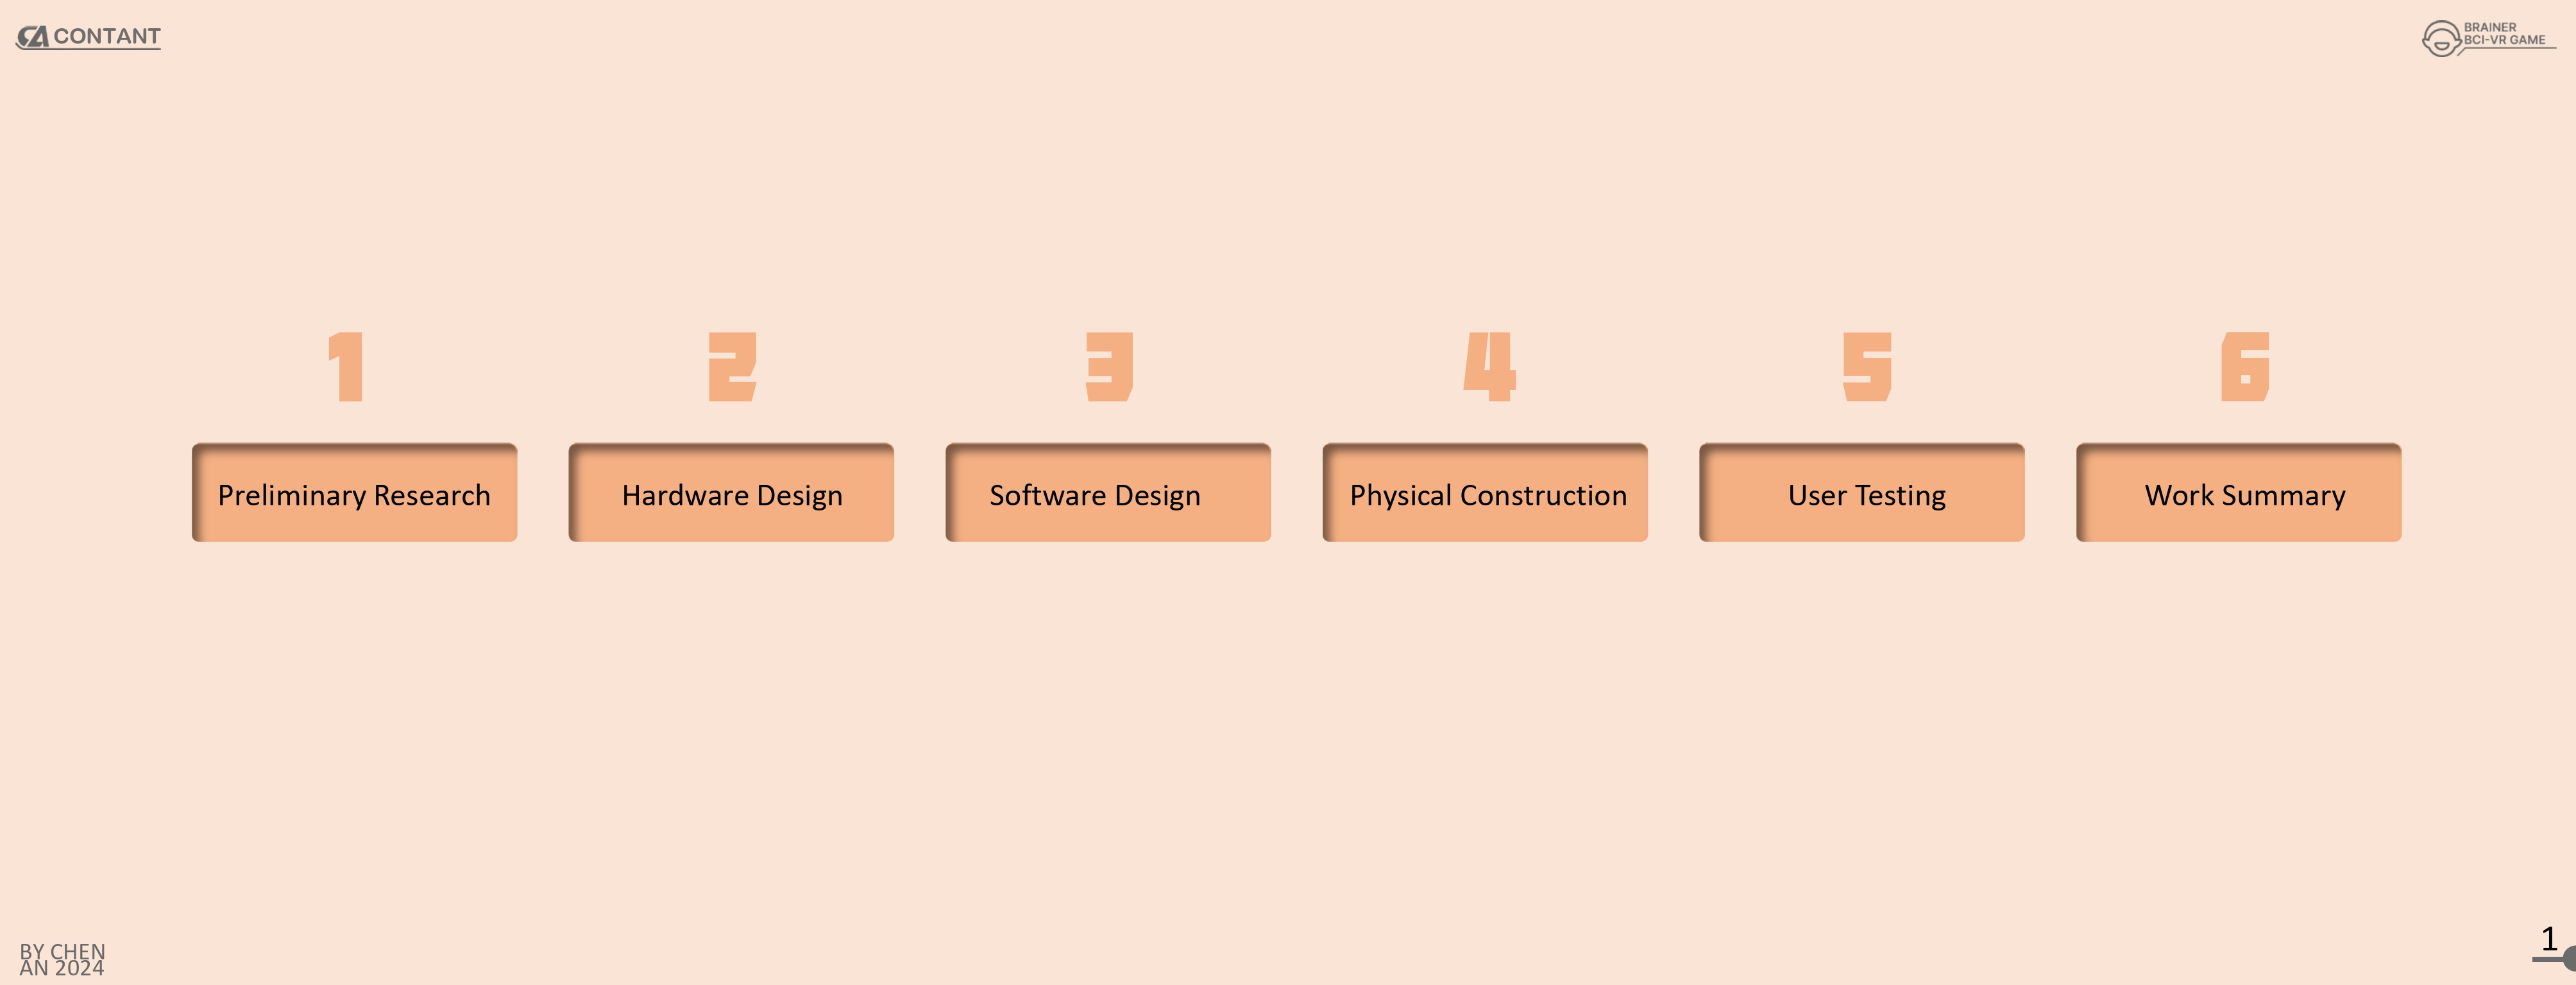 CA CONTANT
BRAINER
BCI-VR GAME
1
2
3
4
5
6
Preliminary Research
Hardware Design
Software Design
Physical Construction
User Testing
Work Summary
BY CHEN
AN 2024
1